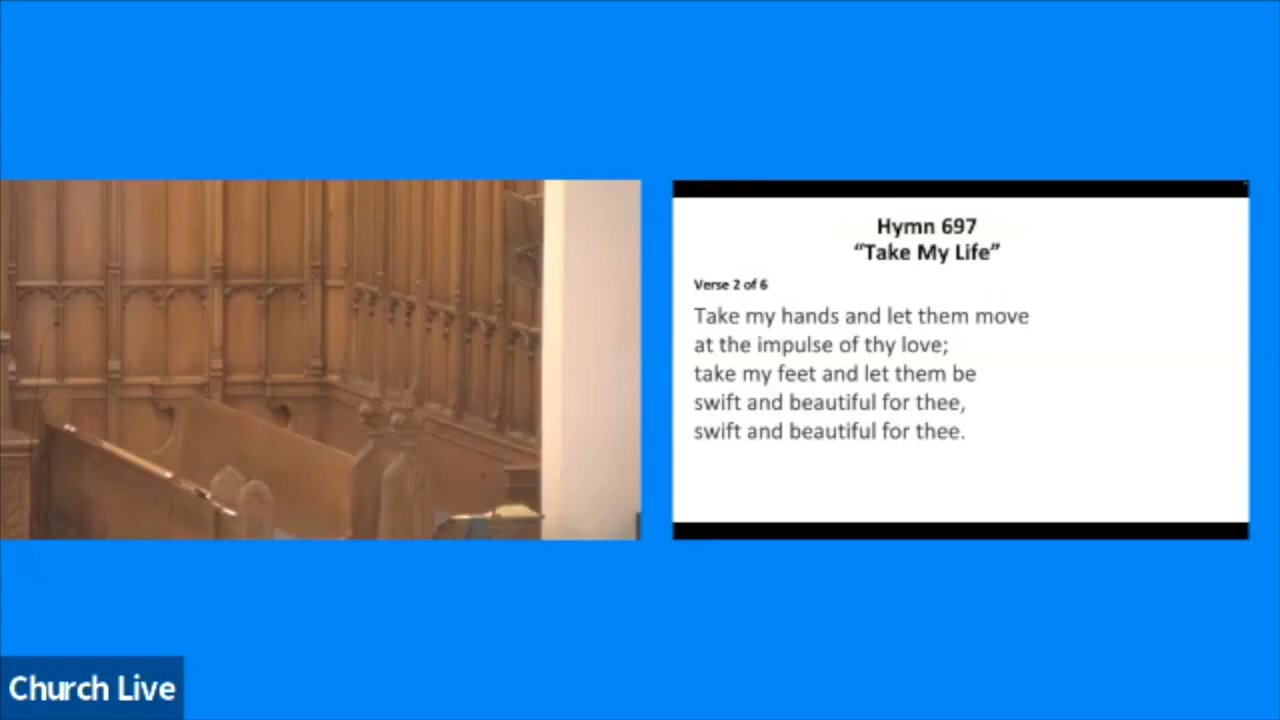 Hymn 697
“Take My Life”
Verse 2 of 6
Take my hands and let them move
at the impulse of thy love;
take my feet and let them be
swift and beautiful for thee,
swift and beautiful for thee.
Church Live